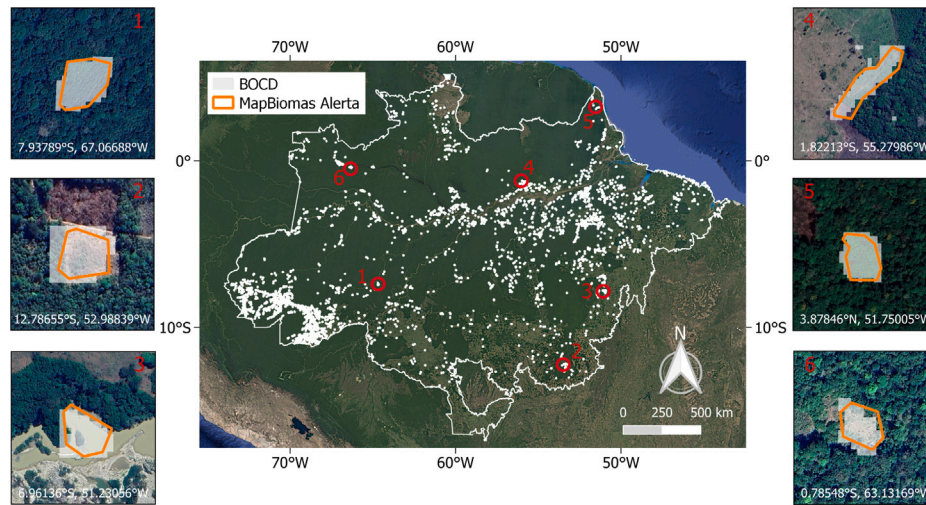 1
7.93789°S, 67.06688°W
2
12.78655°S, 52.98839°W
3
6.96136°S, 51.23056°W
70°W 60°W 50°W
BOCD
MapBiomas Alerta
0°
10°S
1
2
3
4
5
6
N
0 250 500 km
70°W 60°W 50°W
4
1.82213°S, 55.27986°W
5
3.87846°N, 51.75005°W
6
0.78548°S, 63.13169°W